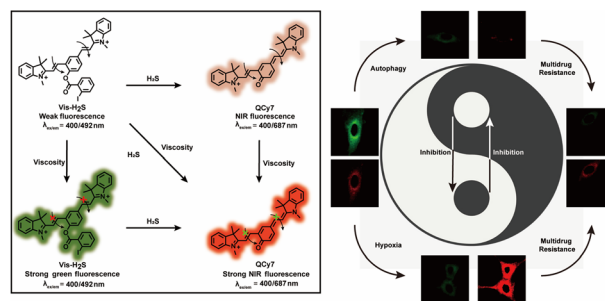 Vis-H₂S
Weak fluorescence
λex/em = 400/492 nm
H₂S
QCy7
NIR fluorescence
λex/em = 400/687 nm
Viscosity
H₂S
Viscosity
Viscosity
H₂S
Vis-H₂S
Strong green fluorescence
λex/em = 400/492 nm
QCy7
Strong NIR fluorescence
λex/em = 400/687 nm
Autophagy
Multidrug
Resistance
Inhibition
Inhibition
Hypoxia
Multidrug
Resistance